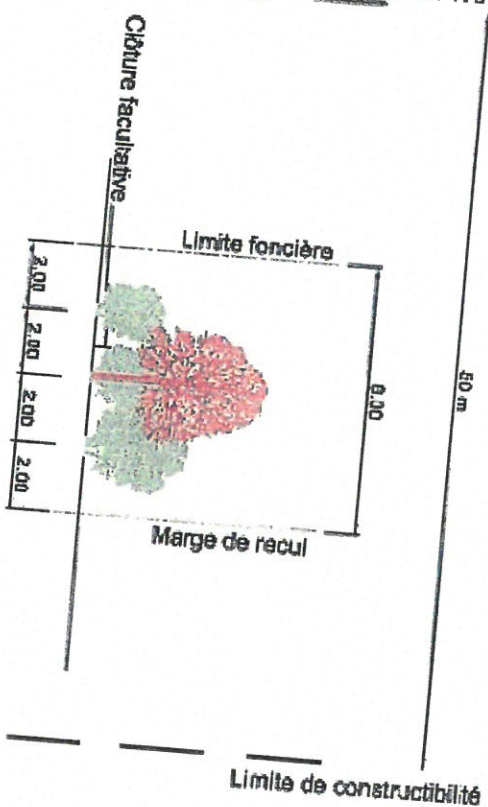 50 m
Clôture facultative
Limite foncière
8.00
2.00
2.00
2.00
2.00
Marge de recul
Limite de constructibilité